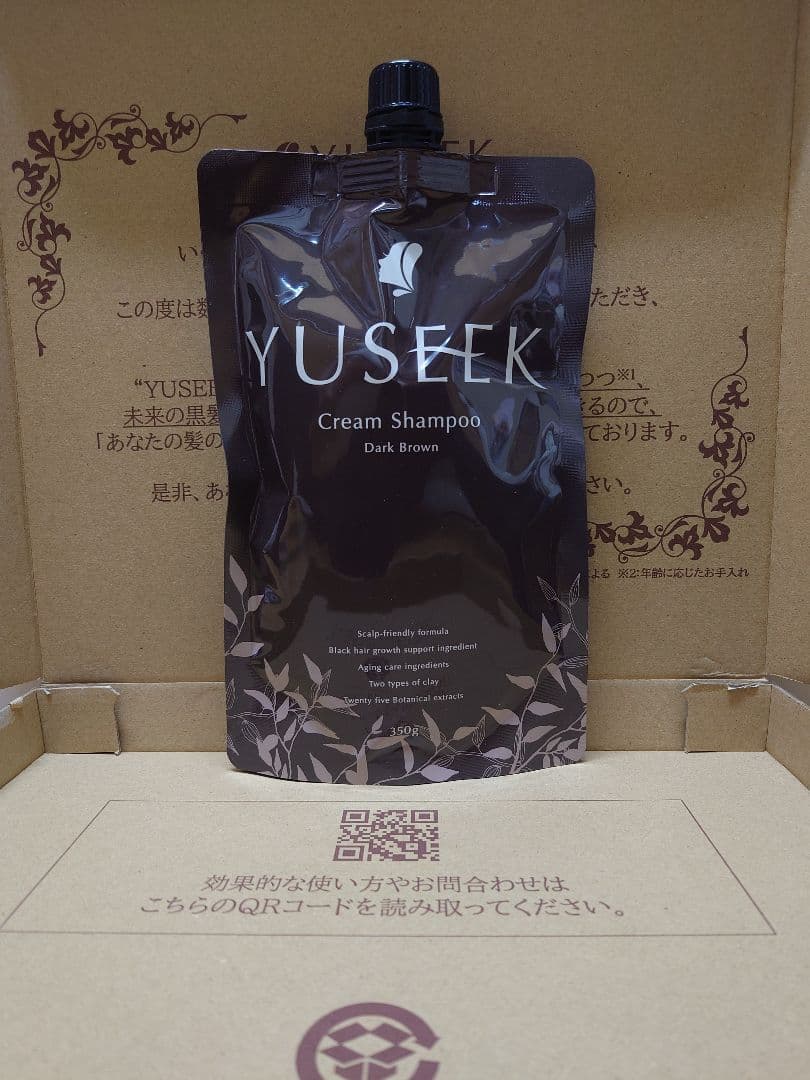 YUSEEK
この度は
ただき、
YUSEEK
つつ※1、
“YUSEE
未来の黒髪
きるので、
「あなたの髪の
ております。
Cream Shampoo
Dark Brown
是非、あ
さい。
よる ※2:年齢に応じたお手入れ
Scalp-friendly formula
Black hair growth support ingredient
Aging care ingredients
Two types of clay
Twenty five Botanical extracts
350g
効果的な使い方やお問合わせは
こちらのQRコードを読み取ってください。